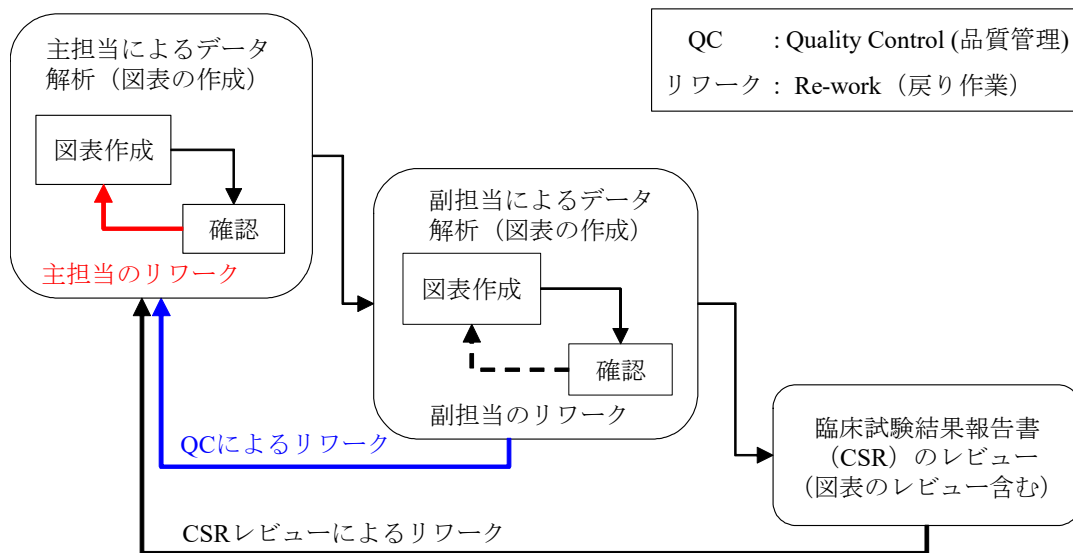 主担当によるデータ
解析（図表の作成）
図表作成
確認
主担当のリワーク
QC : Quality Control (品質管理)
リワーク： Re-work（戻り作業）
副担当によるデータ
解析（図表の作成）
図表作成
確認
副担当のリワーク
QCによるリワーク
臨床試験結果報告書
（CSR）のレビュー
（図表のレビュー含む）
CSRレビューによるリワーク